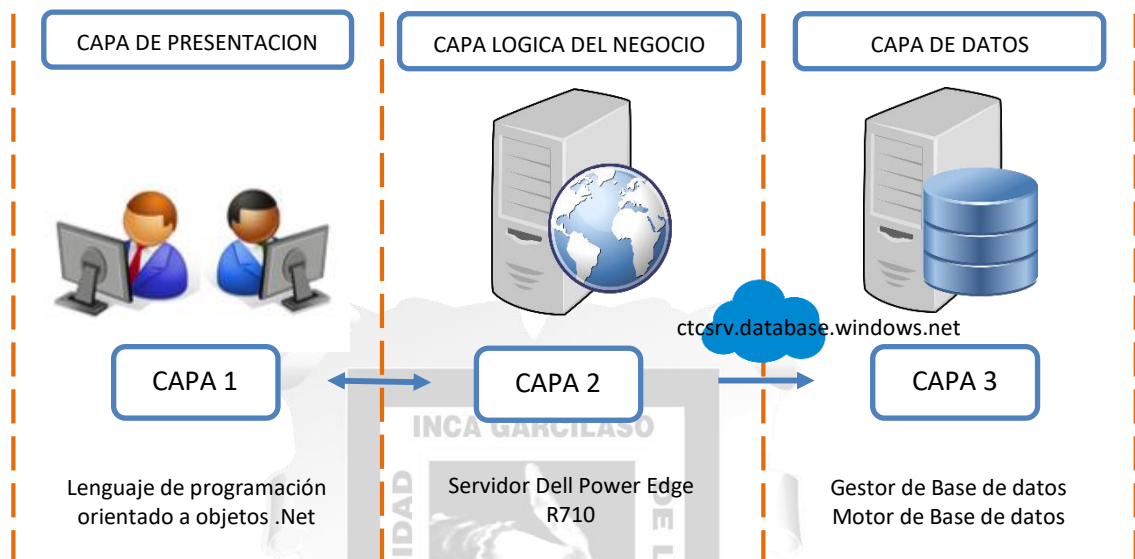 CAPA DE PRESENTACION
CAPA LOGICA DEL NEGOCIO
CAPA DE DATOS
ctcsrv.database.windows.net
CAPA 1
CAPA 2
CAPA 3
INCA GARCILASO
IDAD
DE L
Lenguaje de programación
orientado a objetos .Net
Servidor Dell Power Edge
R710
Gestor de Base de datos
Motor de Base de datos